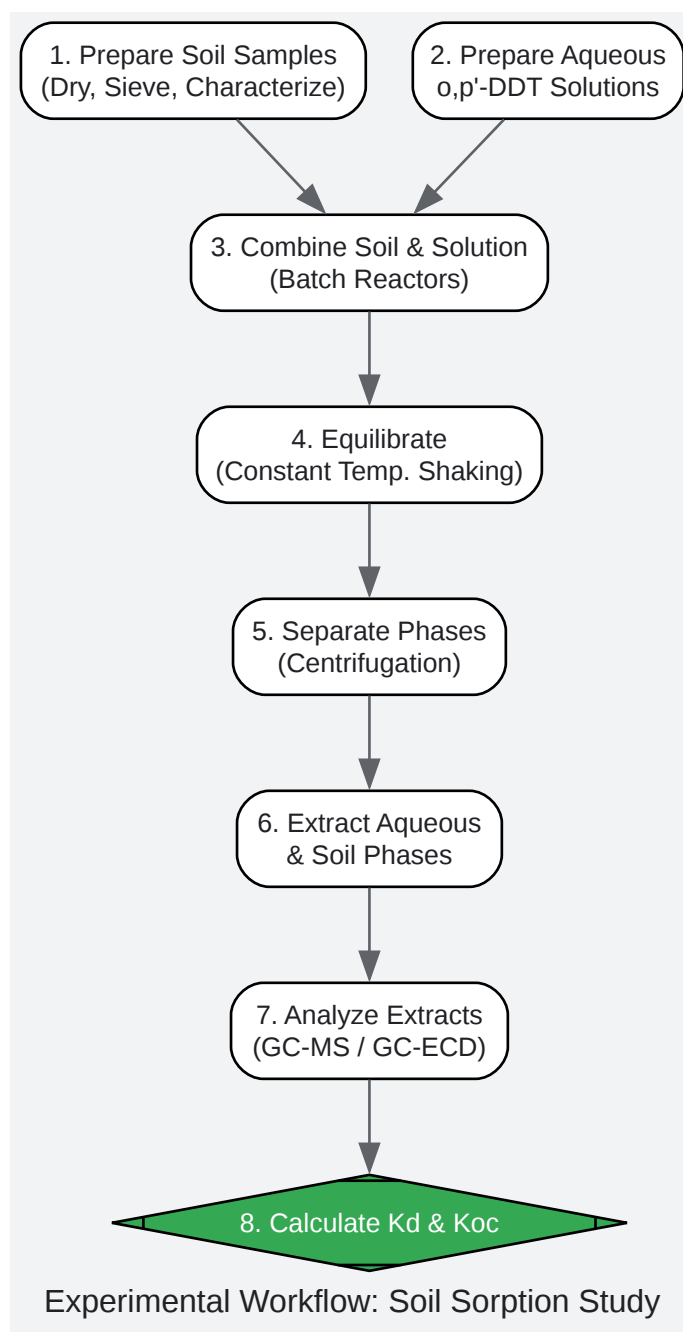 1. Prepare Soil Samples
(Dry, Sieve, Characterize)
2. Prepare Aqueous
o,p'-DDT Solutions
3. Combine Soil & Solution
(Batch Reactors)
4. Equilibrate
(Constant Temp. Shaking)
5. Separate Phases
(Centrifugation)
6. Extract Aqueous
& Soil Phases
7. Analyze Extracts
(GC-MS / GC-ECD)
8. Calculate Kd & Koc
Experimental Workflow: Soil Sorption Study